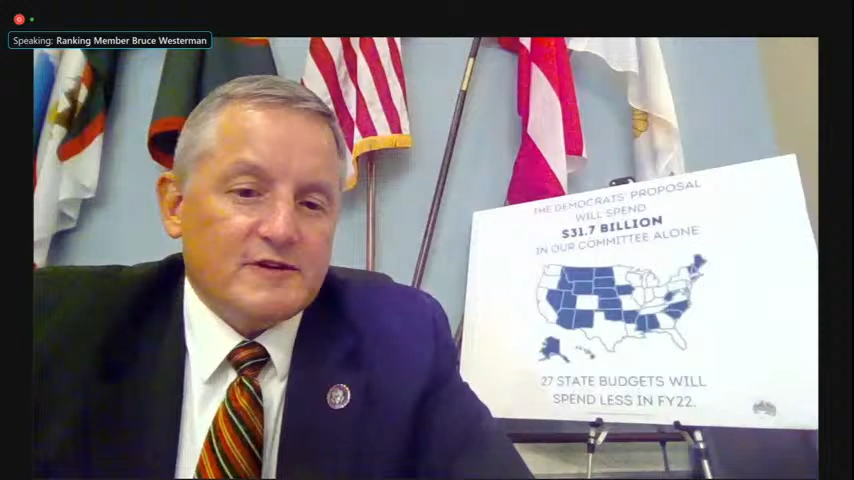 Speaking: Ranking Member Bruce Westerman
THE DEMOCRATS' PROPOSAL
WILL SPEND
$31.7 BILLION
IN OUR COMMITTEE ALONE
27 STATE BUDGETS WILL
SPEND LESS IN FY22.